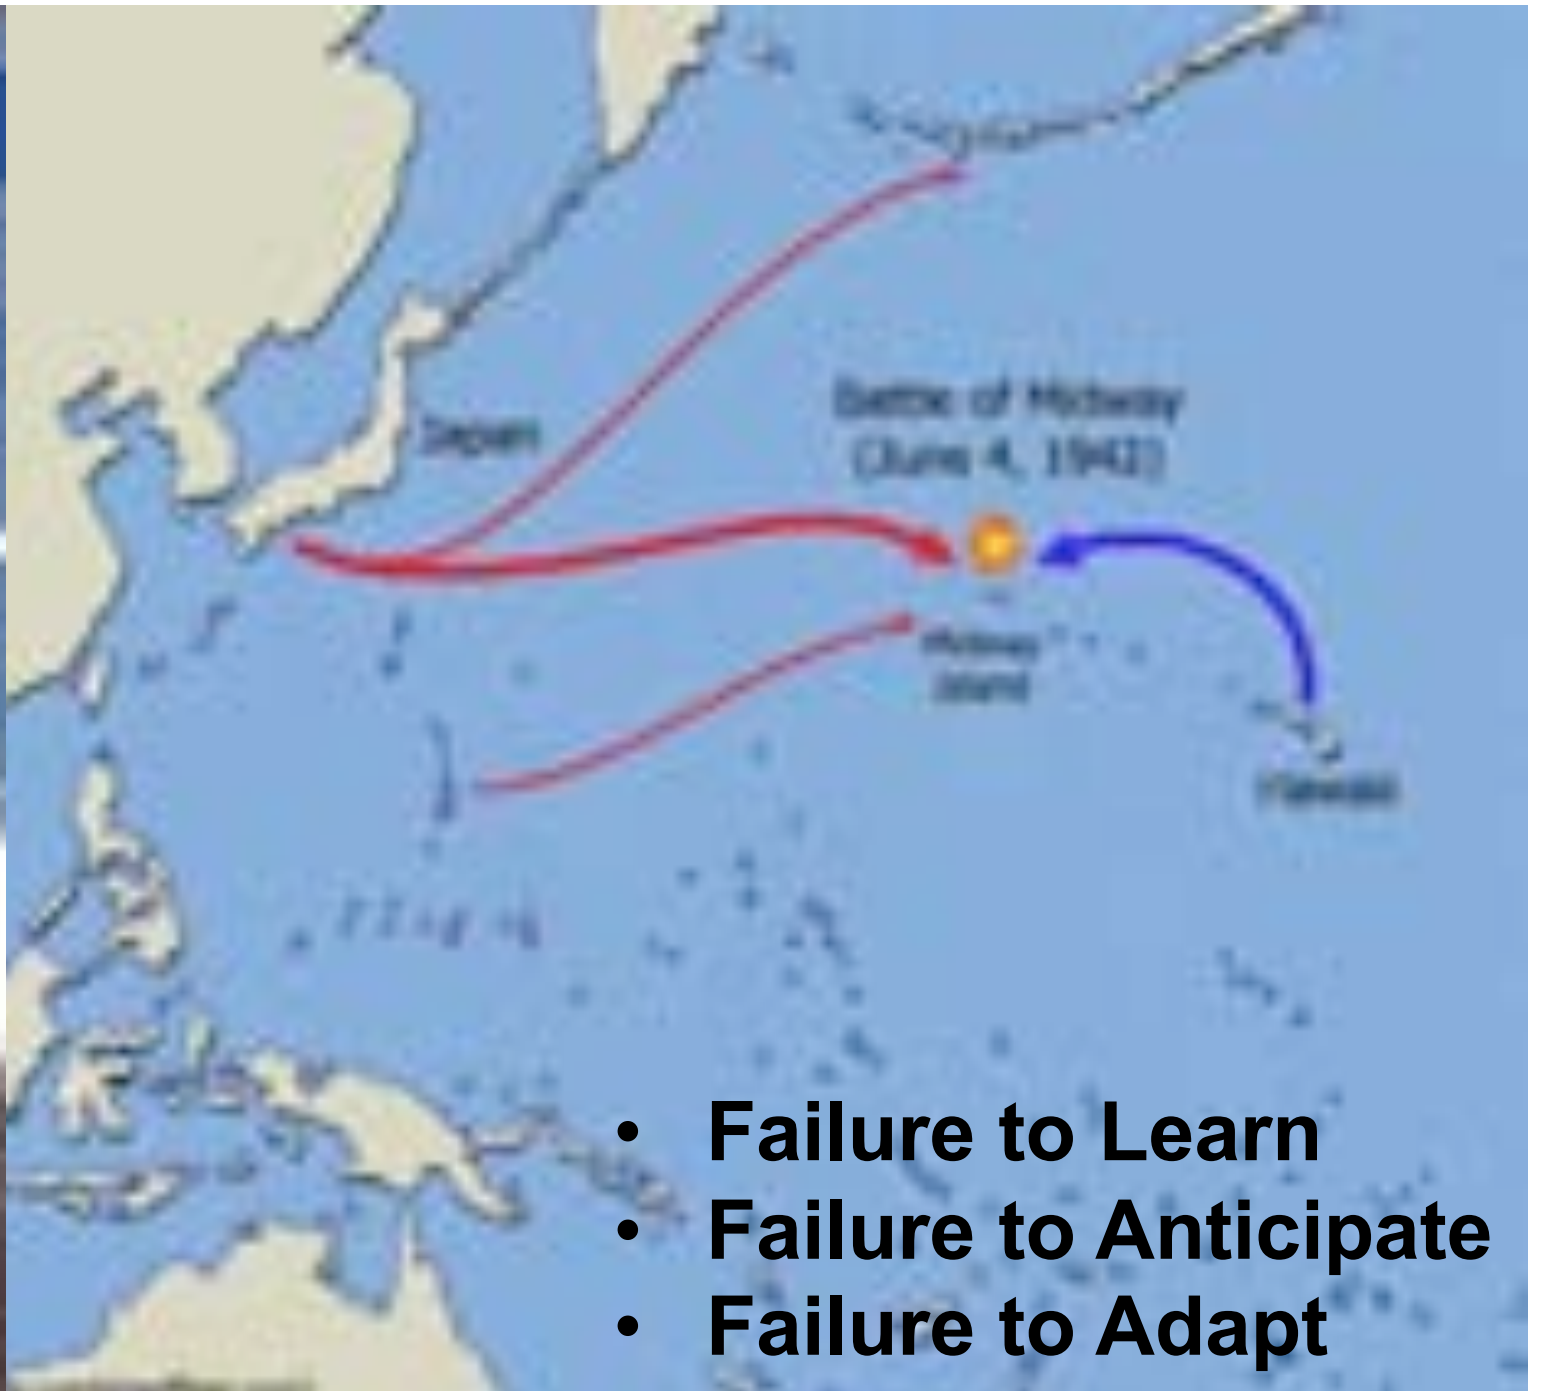 Japan
Battle of Midway
(June 4, 1942)
Midway
Island
Hawaii
• Failure to Learn
• Failure to Anticipate
• Failure to Adapt